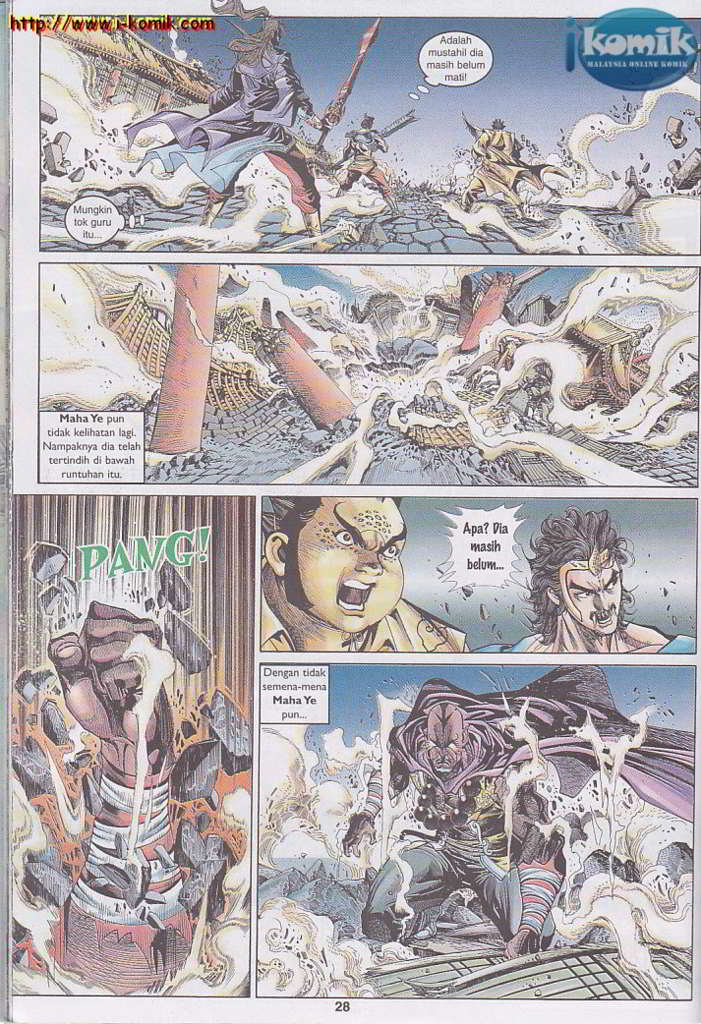 http://www.i-komik.com
ikomik
MALAYSIA ONLINE KOMIK
Adalah
mustahil dia
masih belum
mati!
Mungkin
tok guru
itu...
Maha Ye pun
tidak kelihatan lagi.
Nampaknya dia telah
tertindih di bawah
runtuhan itu.
PANG!
Apa? Dia
masih
belum...
Dengan tidak
semena-mena
Maha Ye
pun...
28